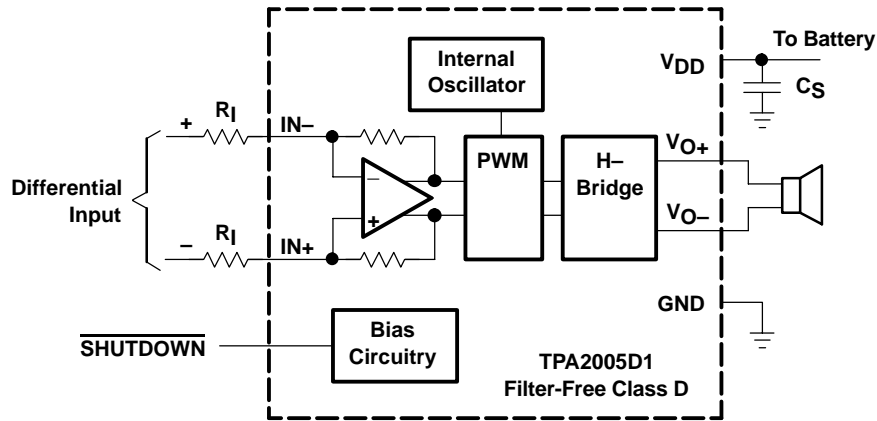 Internal
Oscillator
To Battery
VDD
CS
+
RI
IN–
–
PWM
H–
Bridge
VO+
Differential
Input
+
–
RI
IN+
VO–
GND
SHUTDOWN
Bias
Circuitry
TPA2005D1
Filter-Free Class D